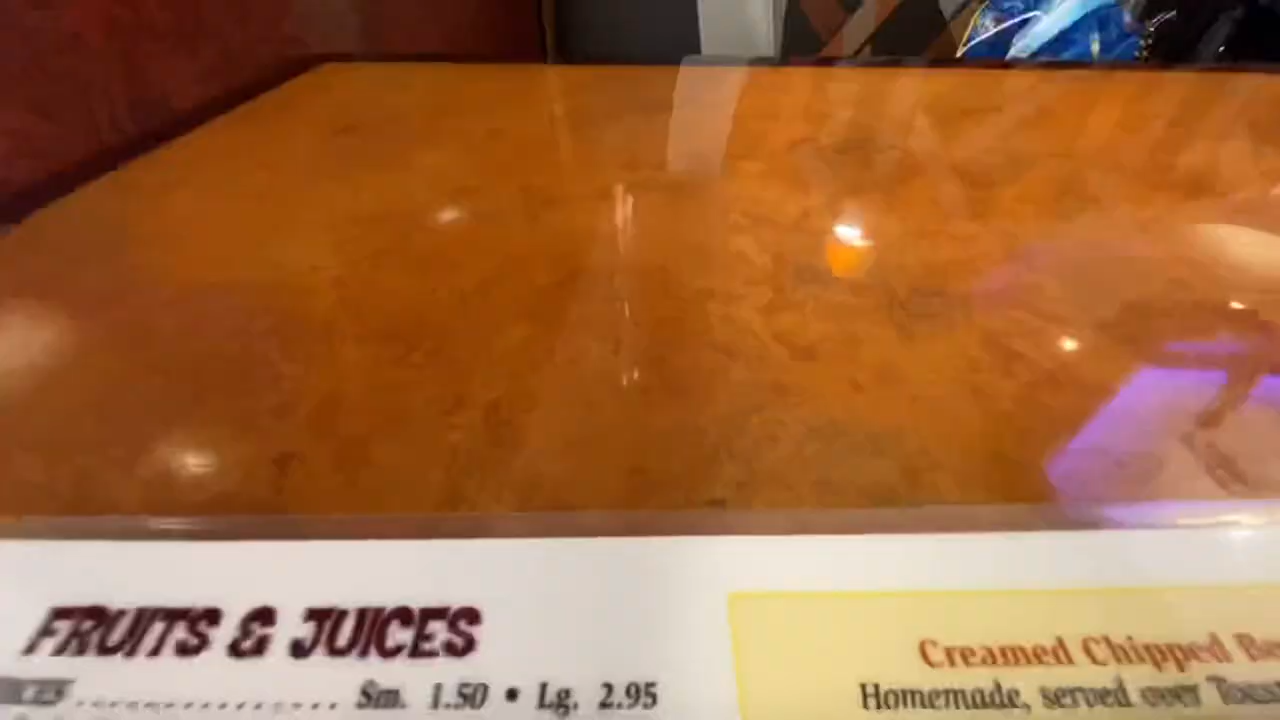 FRUITS & JUICES
Sm. 1.50 • Lg. 2.95
Creamed Chipped
Homemade, served over